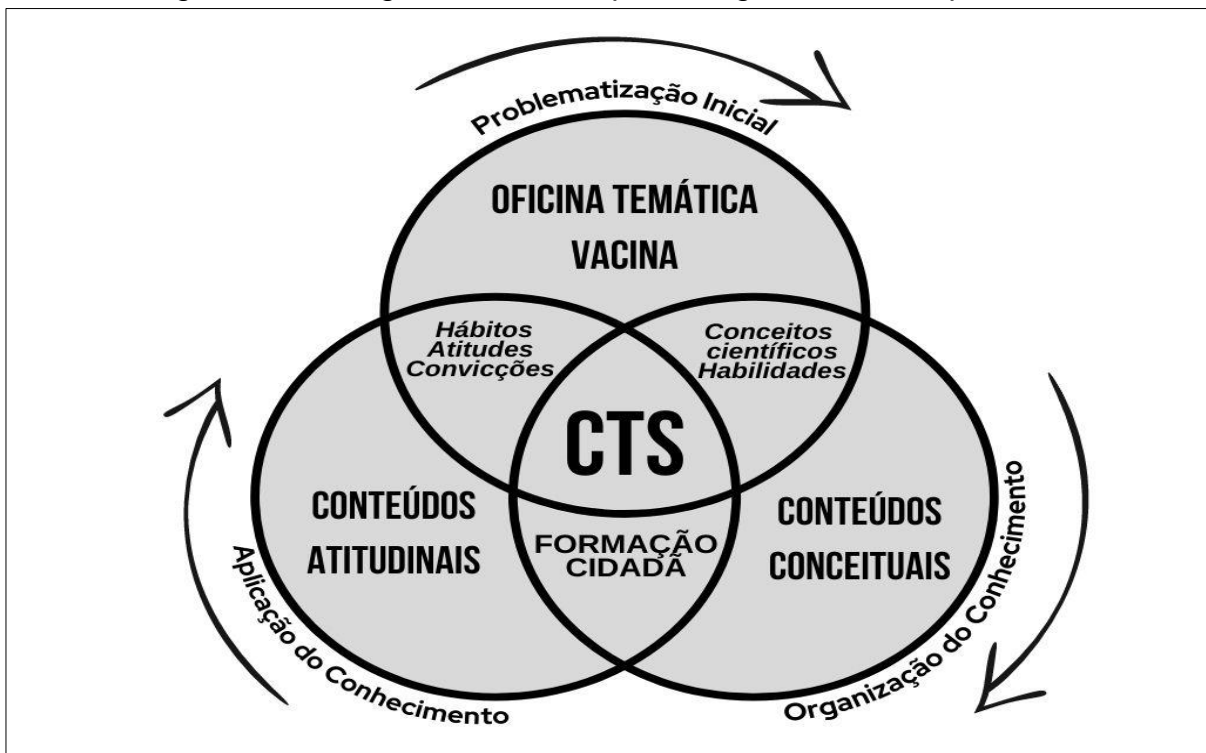 Problematização Inicial
OFICINA TEMÁTICA
VACINA
Hábitos
Atitudes
Convicções
Conceitos
científicos
Habilidades
CTS
CONTEÚDOS
ATITUDINAIS
FORMAÇÃO
CIDADÃ
CONTEÚDOS
CONCEITUAIS
Aplicação do Conhecimento
Organização do Conhecimento